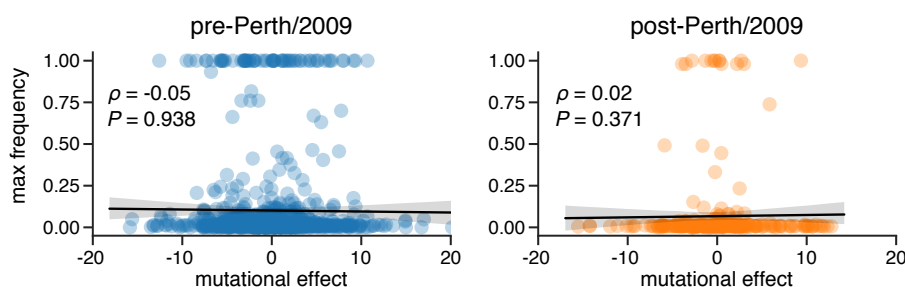 pre-Perth/2009
max frequency
1.00
0.75
0.50
0.25
0.00
ρ = -0.05
P = 0.938
-20
-10
0
10
20
mutational effect
post-Perth/2009
1.00
0.75
0.50
0.25
0.00
ρ = 0.02
P = 0.371
-20
-10
0
10
20
mutational effect